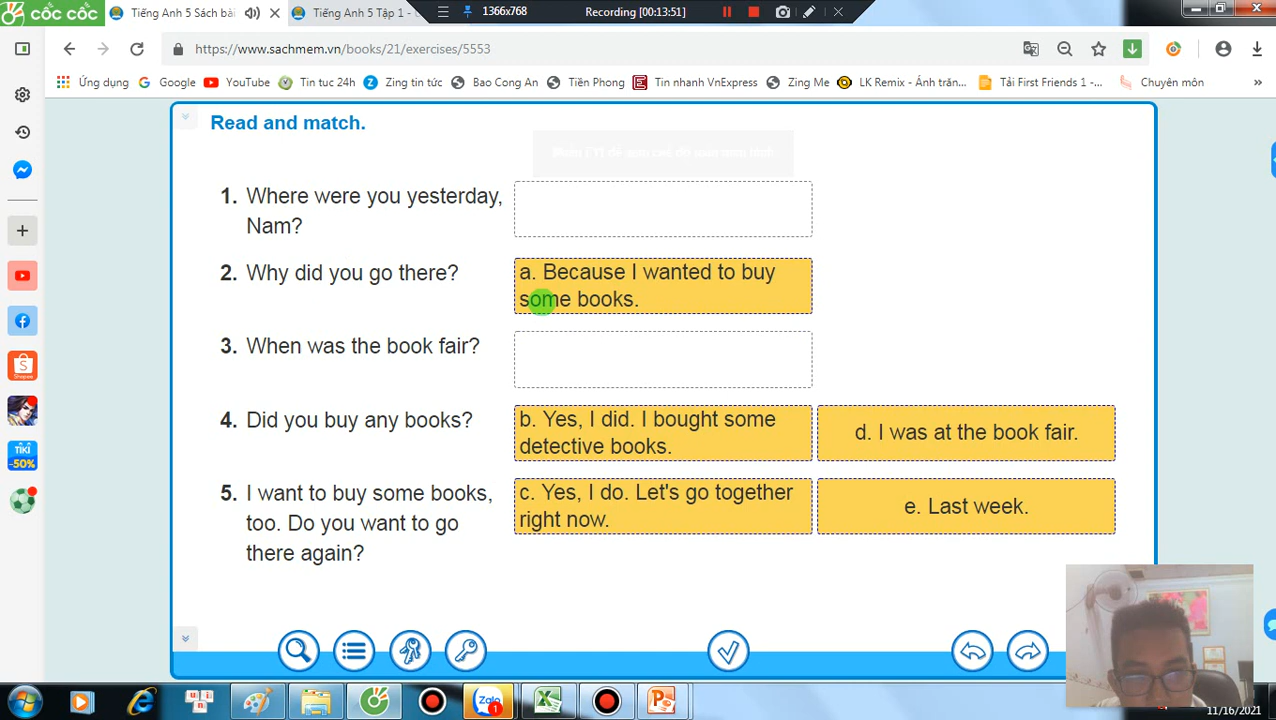 cốc cốc
Tiếng Anh 5 Sách bài
Tiếng Anh 5 Tập 1 -
1366x768
Recording [00:13:51]
https://www.sachmem.vn/books/21/exercises/5553
Ứng dụng
Google
YouTube
Tin tuc 24h
Zing tin tức
Bao Cong An
Tiền Phong
Tin nhanh VnExpress
Zing Me
LK Remix - Anh trăn...
Tải First Friends 1 -...
Chuyên môn
»
Read and match.
1. Where were you yesterday,
Nam?
2. Why did you go there?
a. Because I wanted to buy
some books.
3. When was the book fair?
4. Did you buy any books?
b. Yes, I did. I bought some
detective books.
d. I was at the book fair.
5. I want to buy some books,
too. Do you want to go
there again?
c. Yes, I do. Let's go together
right now.
e. Last week.
Shopee
TIKI
-50%
Zalo
1
11/16/2021